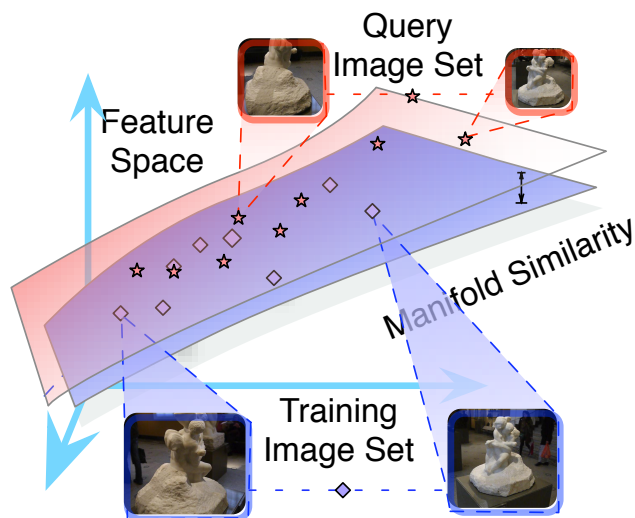 Query
Image Set
Feature
Space
Manifold Similarity
Training
Image Set